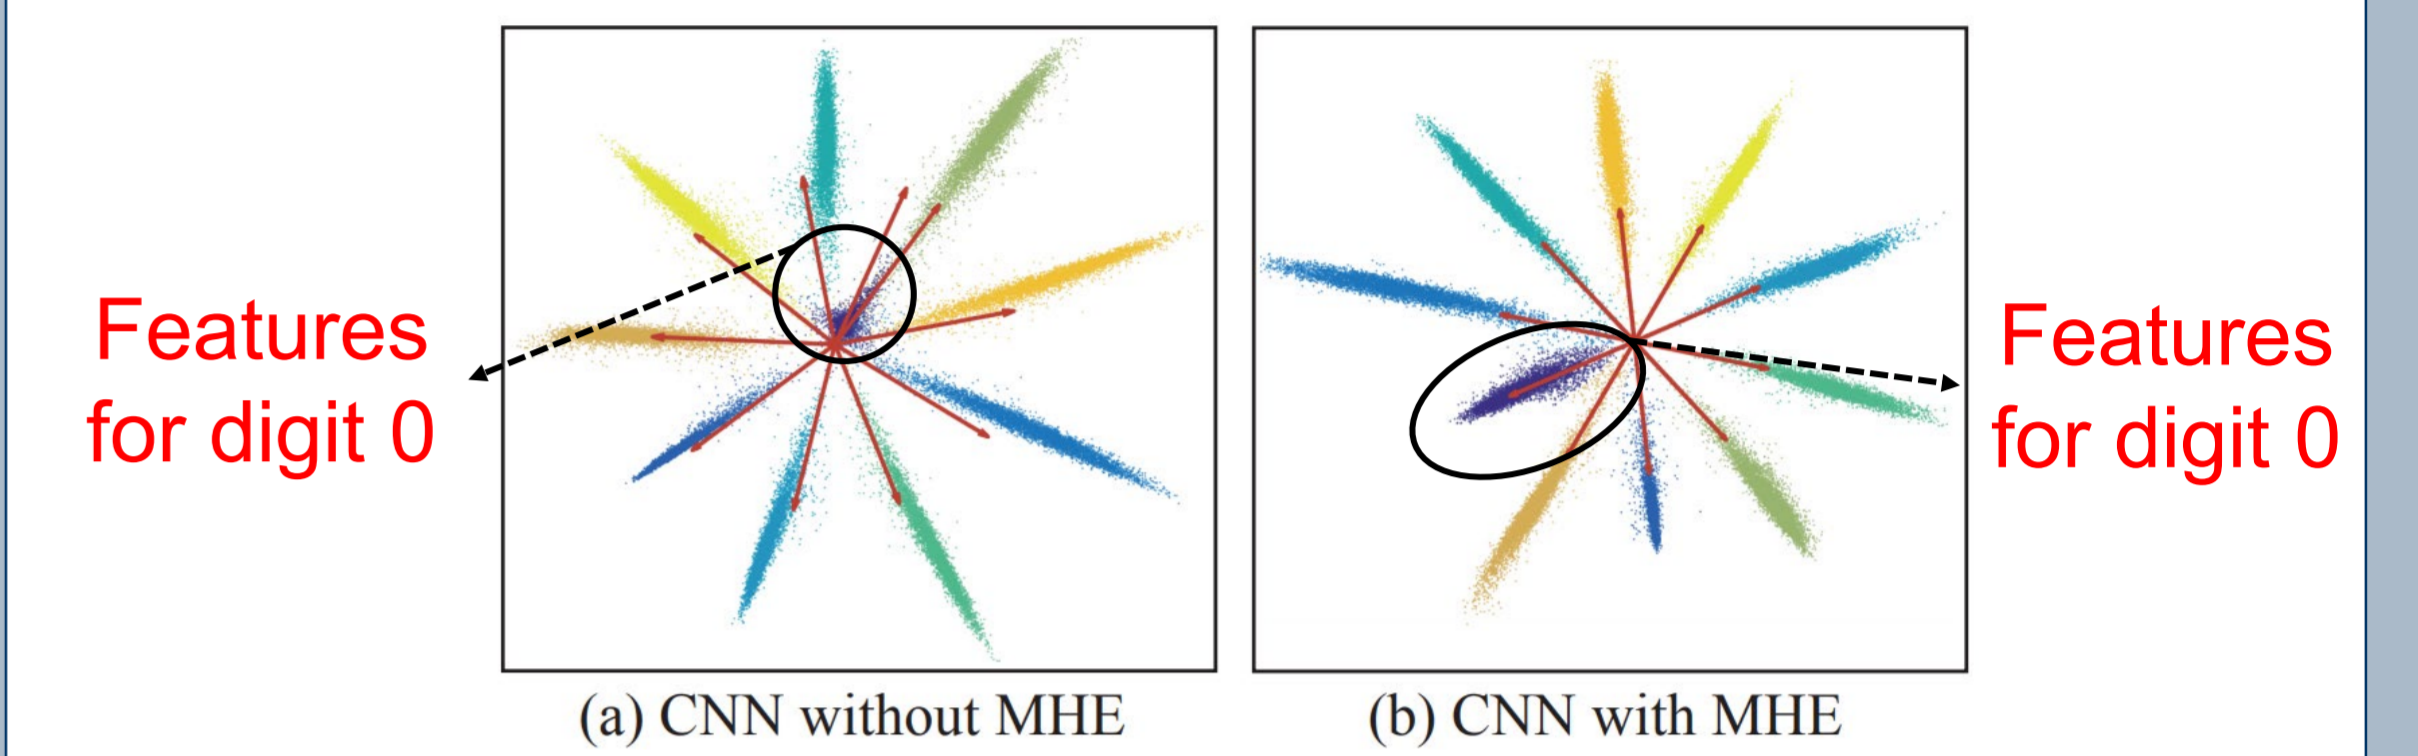 Features
for digit 0
Features
for digit 0
(a) CNN without MHE
(b) CNN with MHE